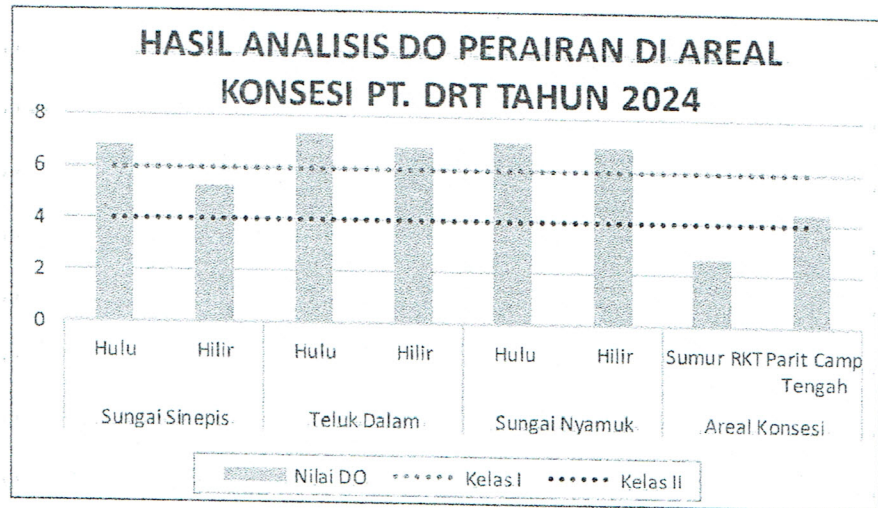 HASIL ANALISIS DO PERAIRAN DI AREAL
KONSESI PT. DRT TAHUN 2024
8
6
4
2
0
Hulu Hilir Hulu Hilir Hulu Hilir Sumur RKT Parit Camp
Tengah
Sungai Sinepis Teluk Dalam Sungai Nyamuk Areal Konsesi
Nilai DO Kelas I Kelas II